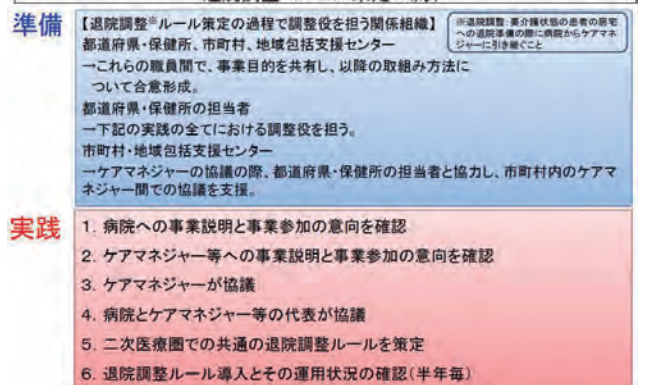 準備
【退院調整※ルール策定の過程で調整役を担う関係組織】
※退院調整:要介護状態の患者の居宅
への退院準備の際に病院からケアマネ
ジャーに引き継ぐこと
都道府県・保健所、市町村、地域包括支援センター
→これらの職員間で、事業目的を共有し、以降の取組み方法に
ついて合意形成。
都道府県・保健所の担当者
→下記の実践の全てにおける調整役を担う。
市町村・地域包括支援センター
→ケアマネジャーの協議の際、都道府県・保健所の担当者と協力し、市町村内のケアマ
ネジャー間での協議を支援。
実践
1. 病院への事業説明と事業参加の意向を確認
2. ケアマネジャー等への事業説明と事業参加の意向を確認
3. ケアマネジャーが協議
4. 病院とケアマネジャー等の代表が協議
5. 二次医療圏での共通の退院調整ルールを策定
6. 退院調整ルール導入とその運用状況の確認(半年毎)